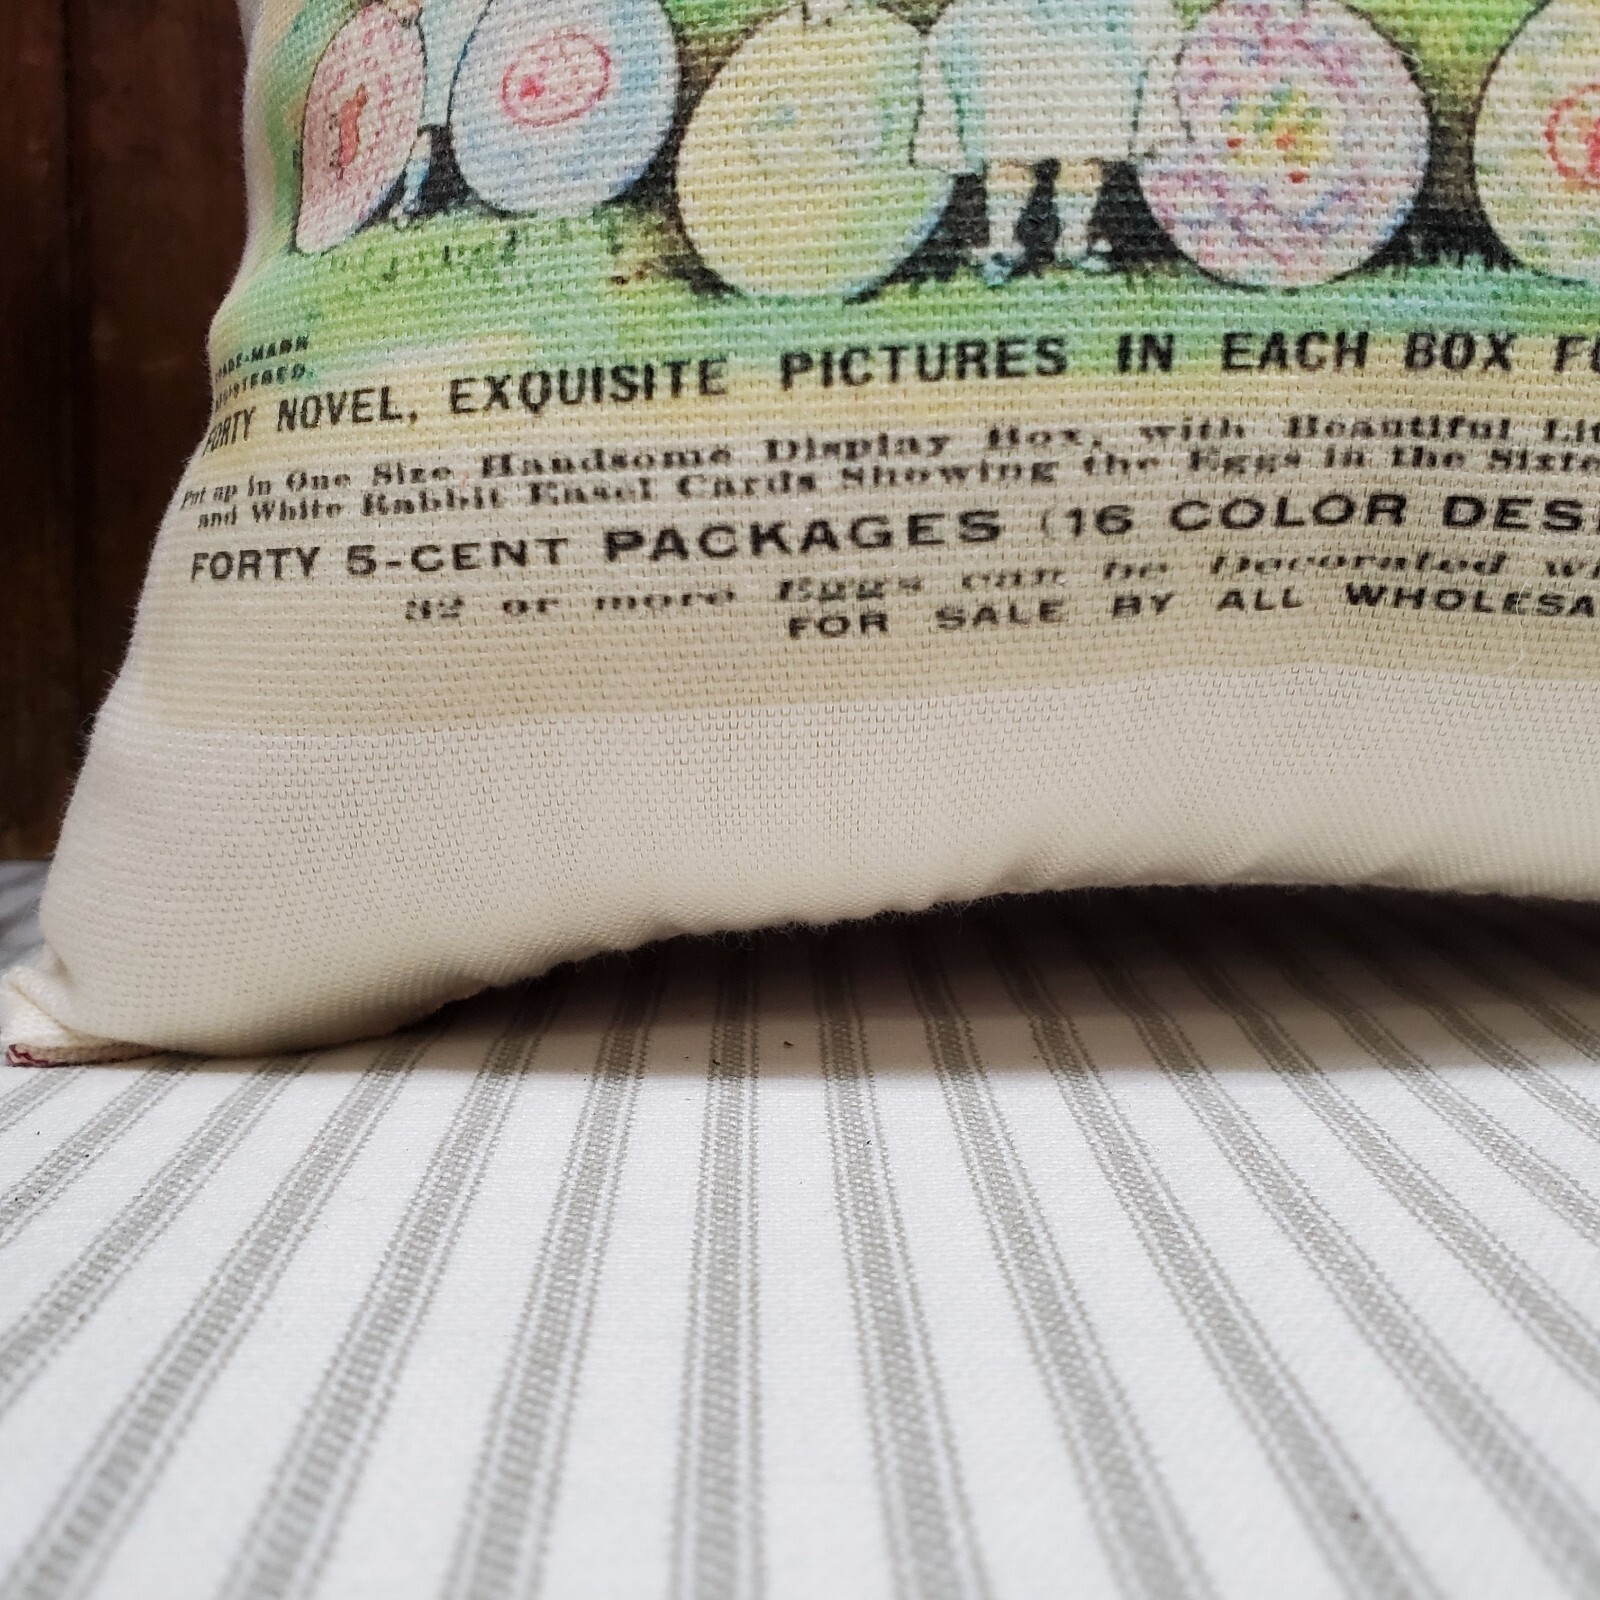 TRADE-MARK
REGISTERED.
FORTY NOVEL, EXQUISITE PICTURES IN EACH BOX
Put up in One Size Handsome Display Box, with Beautiful
and White Rabbit Easel Cards Showing the Eggs in the
FORTY 5-CENT PACKAGES (16 COLOR
32 or more Eggs can be Decorated
FOR SALE BY ALL